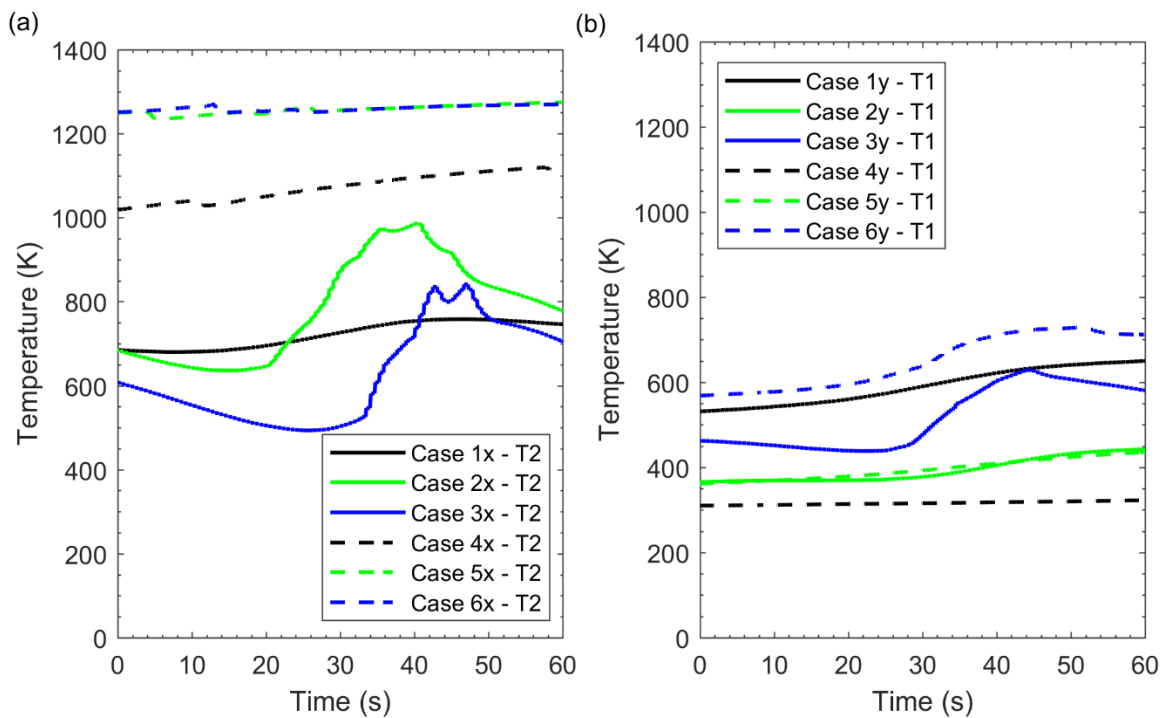 (a)
1400
1200
1000
800
600
400
200
0
Temperature (K)
Case 1x - T2
Case 2x - T2
Case 3x - T2
Case 4x - T2
Case 5x - T2
Case 6x - T2
0 10 20 30 40 50 60
Time (s)
(b)
1400
1200
1000
800
600
400
200
0
Temperature (K)
Case 1y - T1
Case 2y - T1
Case 3y - T1
Case 4y - T1
Case 5y - T1
Case 6y - T1
0 10 20 30 40 50 60
Time (s)